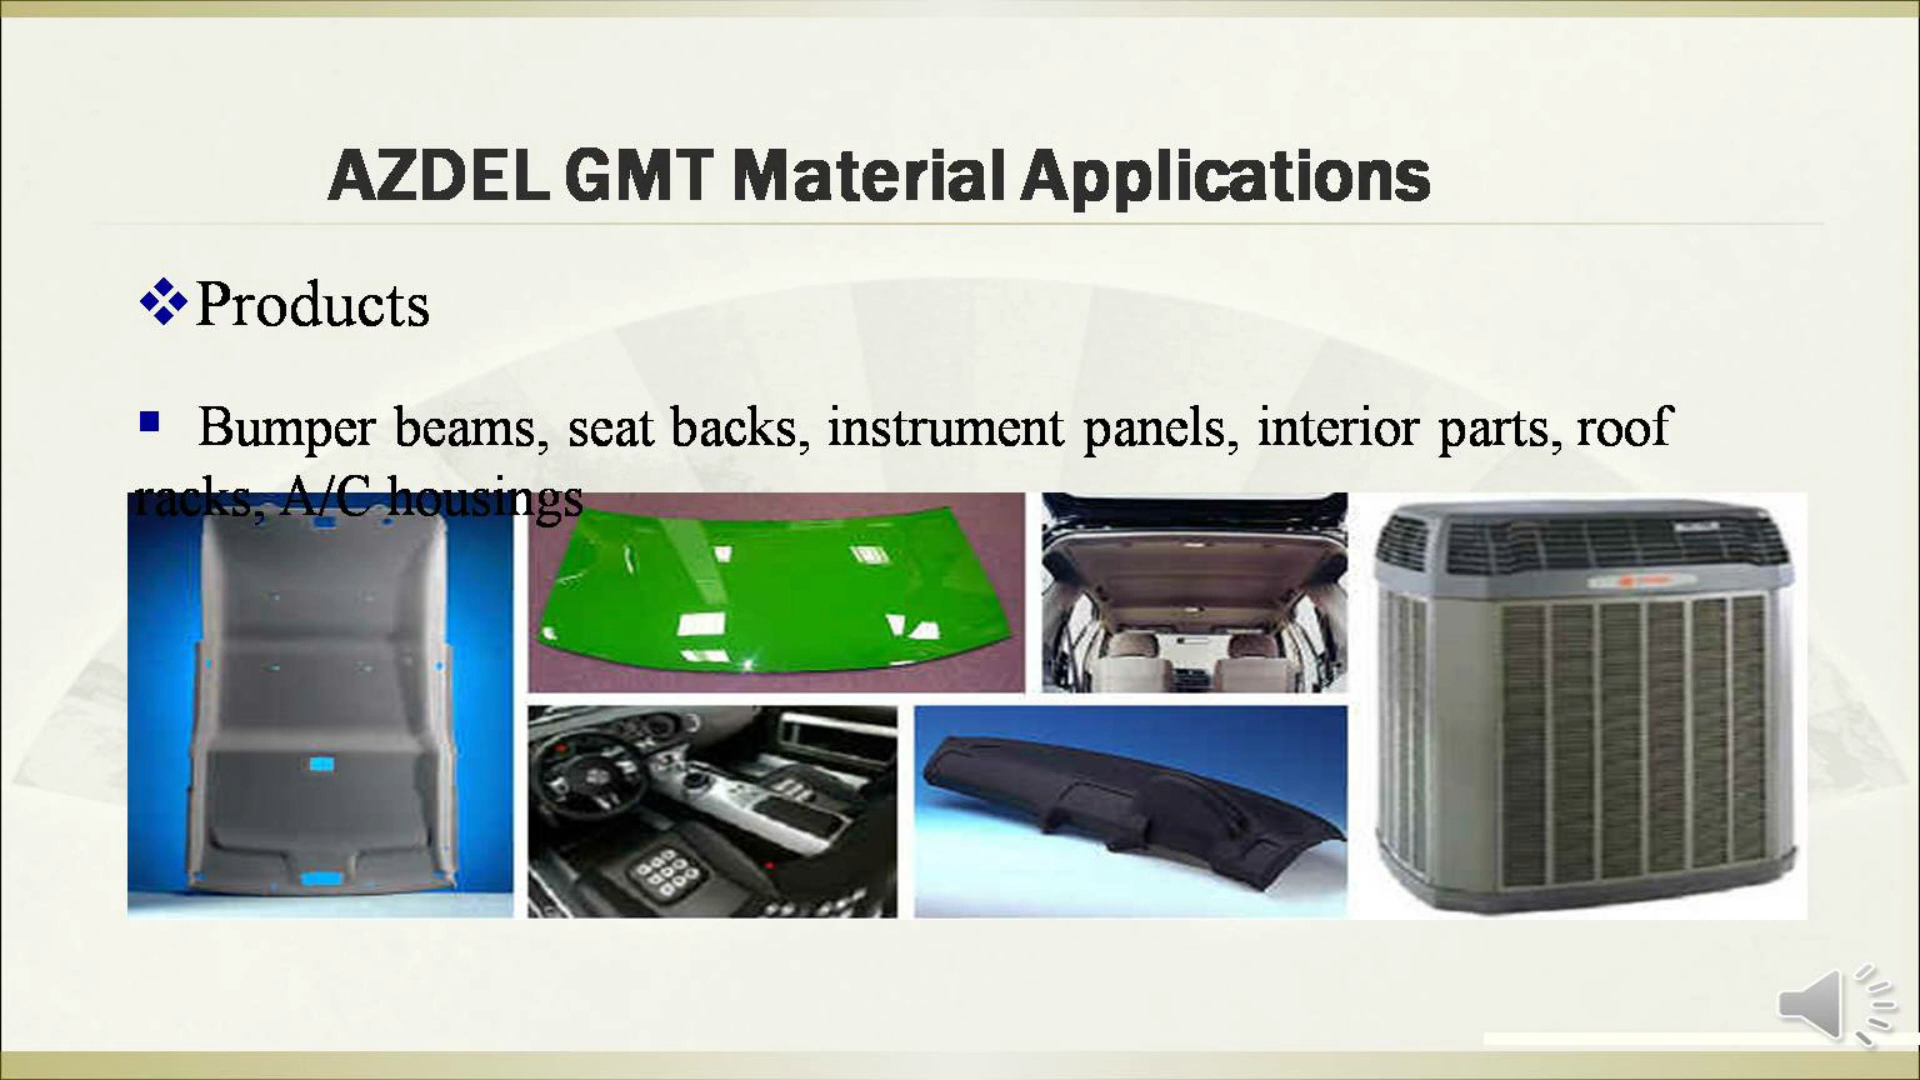 AZDEL GMT Material Applications
Products
Bumper beams, seat backs, instrument panels, interior parts, roof
racks, A/C housings